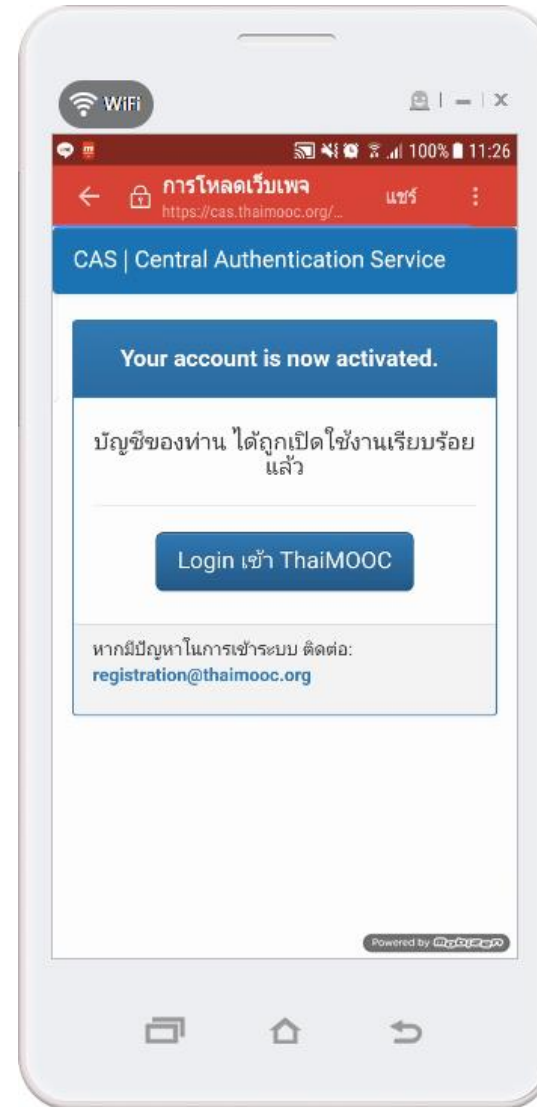 WiFi
100% 11:26
การโหลดเว็บเพจ
แชร์
https://cas.thaimooc.org/...
CAS | Central Authentication Service
Your account is now activated.
บัญชีของท่าน ได้ถูกเปิดใช้งานเรียบร้อย
แล้ว
Login เข้า ThaiMOOC
หากมีปัญหาในการเข้าระบบ ติดต่อ:
registration@thaimooc.org
Powered by Mobizen